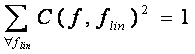 ∑_{∀f_{lin}} C(f, f_{lin})² = 1